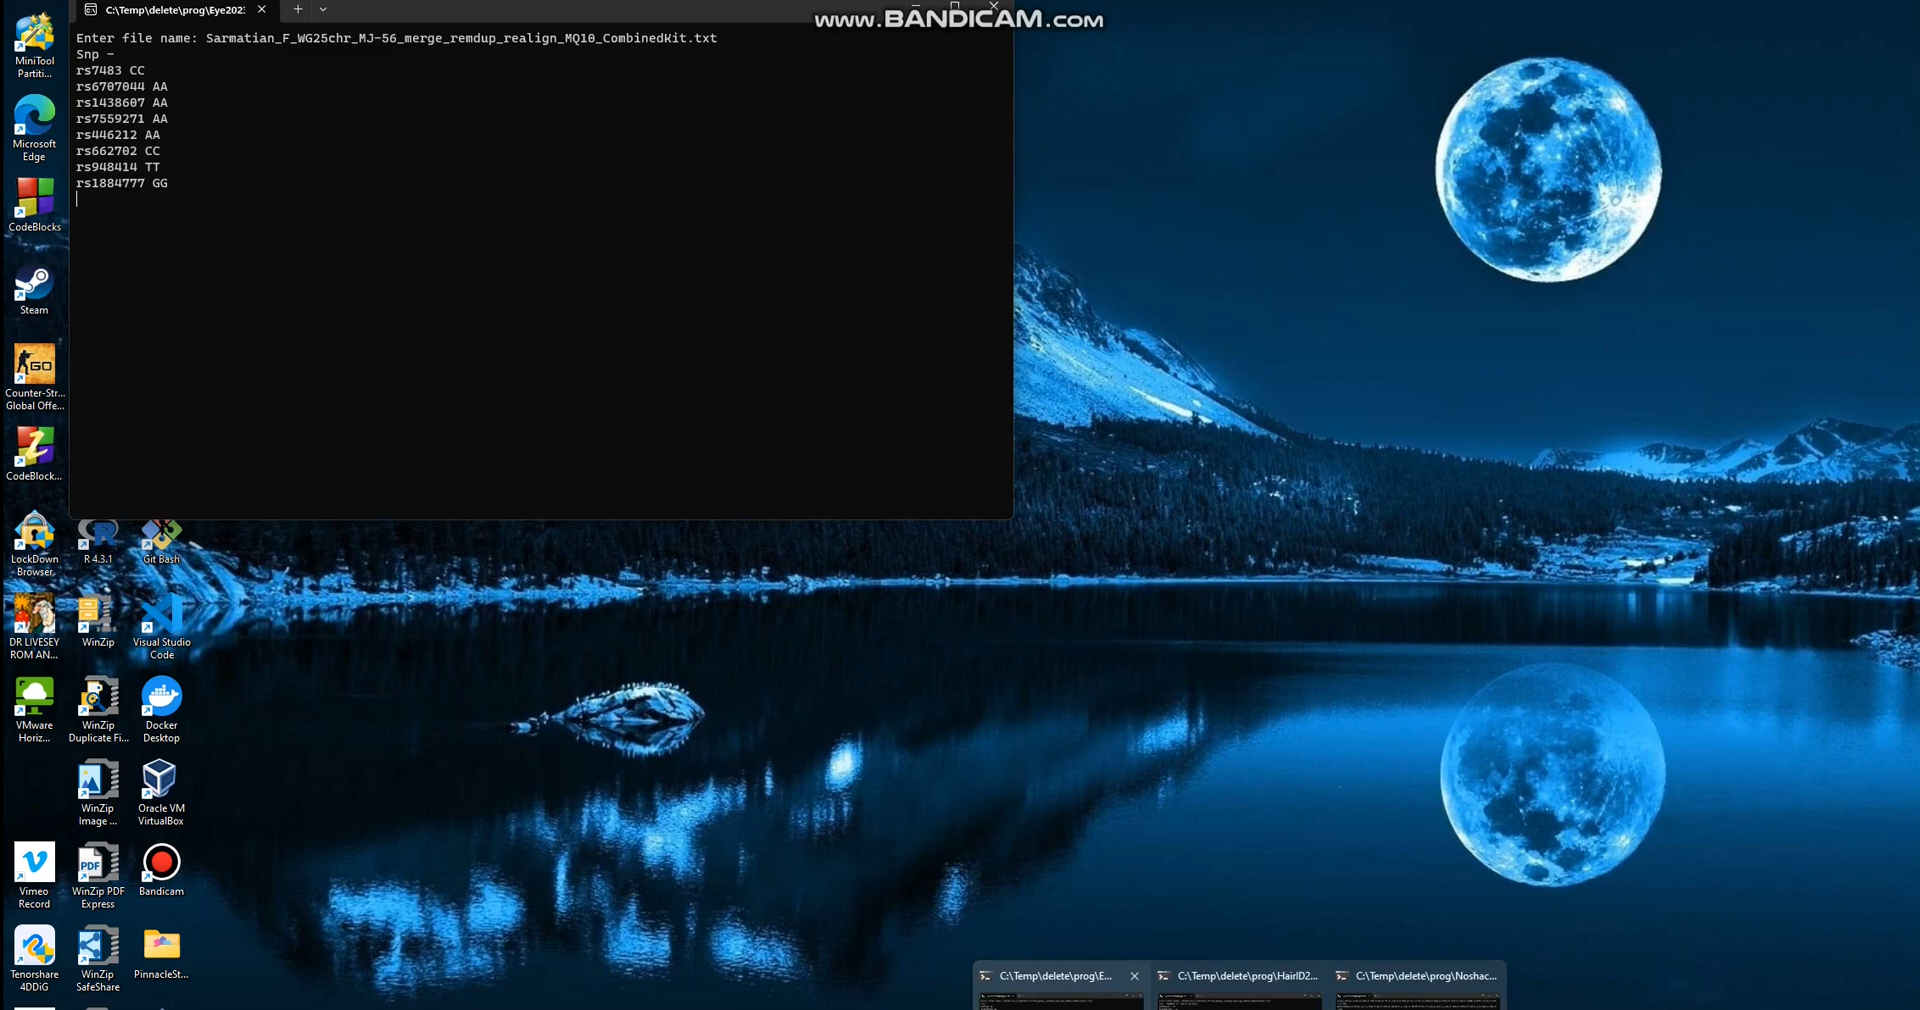 C:\Temp\delete\prog\Eye202:
www.BANDICAM.com
Enter file name: Sarmatian_F_WG25chr_MJ-56_merge_remdup_realign_MQ10_CombinedKit.txt
Snp -
rs7483 CC
rs6707044 AA
rs1438607 AA
rs7559271 AA
rs446212 AA
rs662702 CC
rs948414 TT
rs1884777 GG
MiniTool
Partiti...
Microsoft
Edge
CodeBlocks
Steam
GO
Counter-Str...
Global Offe...
CodeBlock...
LockDown
Browser
R 4.3.1
Git Bash
DR LIVESEY
ROM AN...
WinZip
Visual Studio
Code
VMware
Horiz...
WinZip
Duplicate Fi...
Docker
Desktop
WinZip
Image ...
Oracle VM
VirtualBox
Vimeo
Record
PDF
WinZip PDF
Express
Bandicam
Tenorshare
4DDiG
WinZip
SafeShare
PinnacleSt...
C:\Temp\delete\prog\E...
C:\Temp\delete\prog\HairID2...
C:\Temp\delete\prog\Noshac...